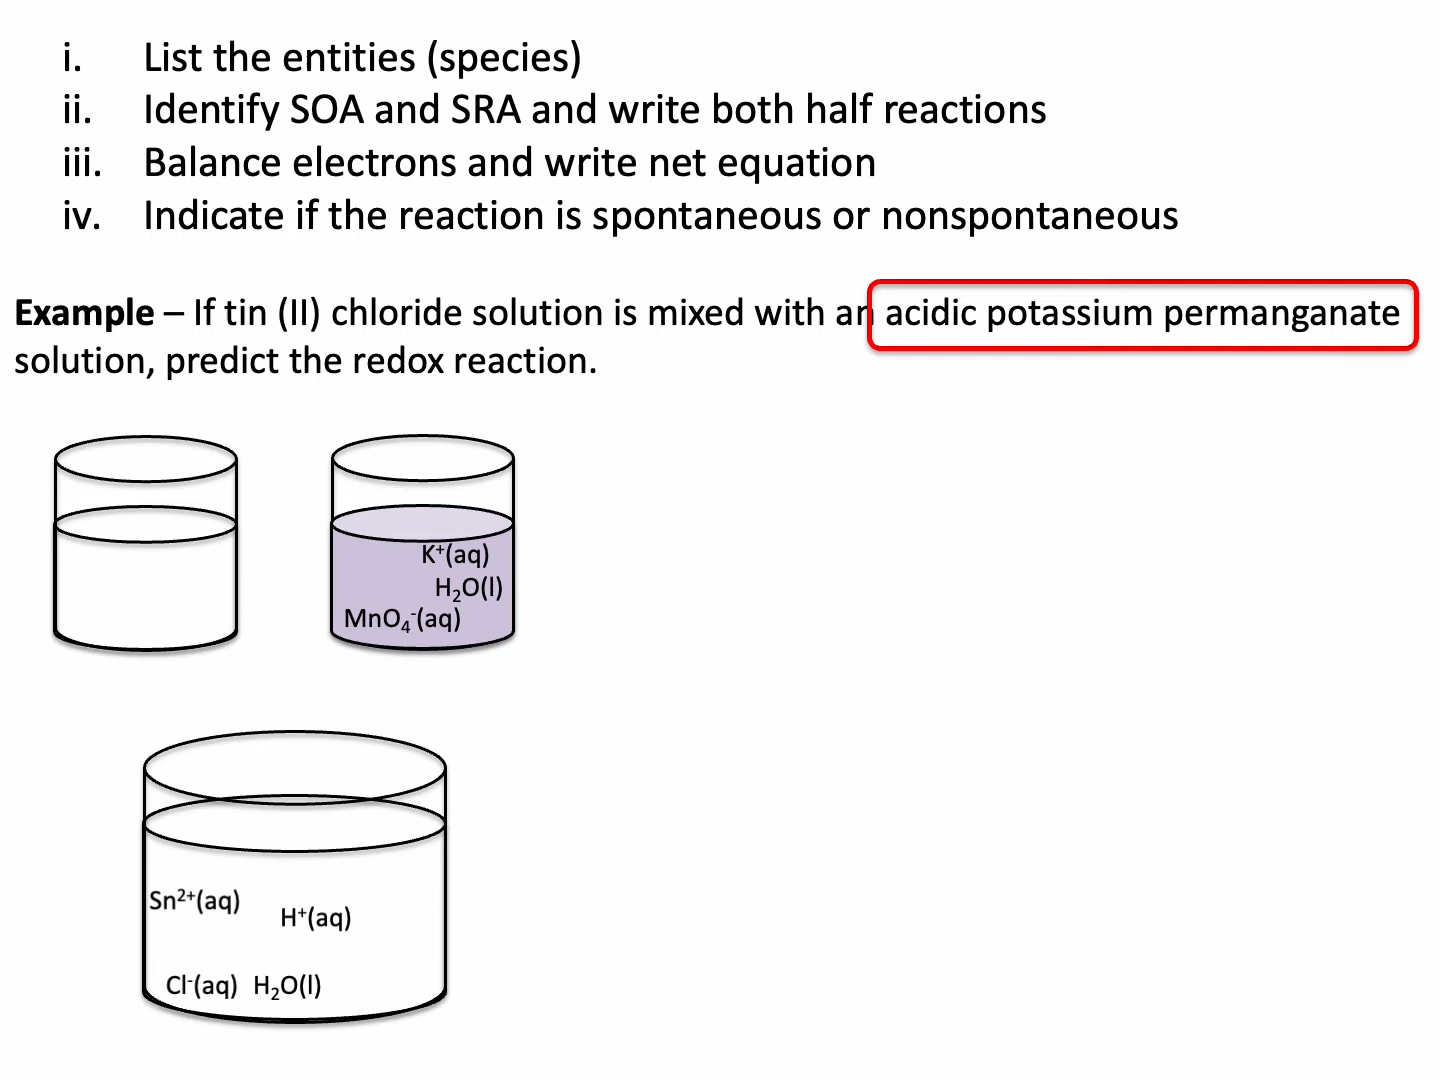 i. List the entities (species)
ii. Identify SOA and SRA and write both half reactions
iii. Balance electrons and write net equation
iv. Indicate if the reaction is spontaneous or nonspontaneous
Example – If tin (II) chloride solution is mixed with an acidic potassium permanganate
solution, predict the redox reaction.
K⁺(aq)
H₂O(l)
MnO₄⁻(aq)
Sn²⁺(aq)
H⁺(aq)
Cl⁻(aq) H₂O(l)